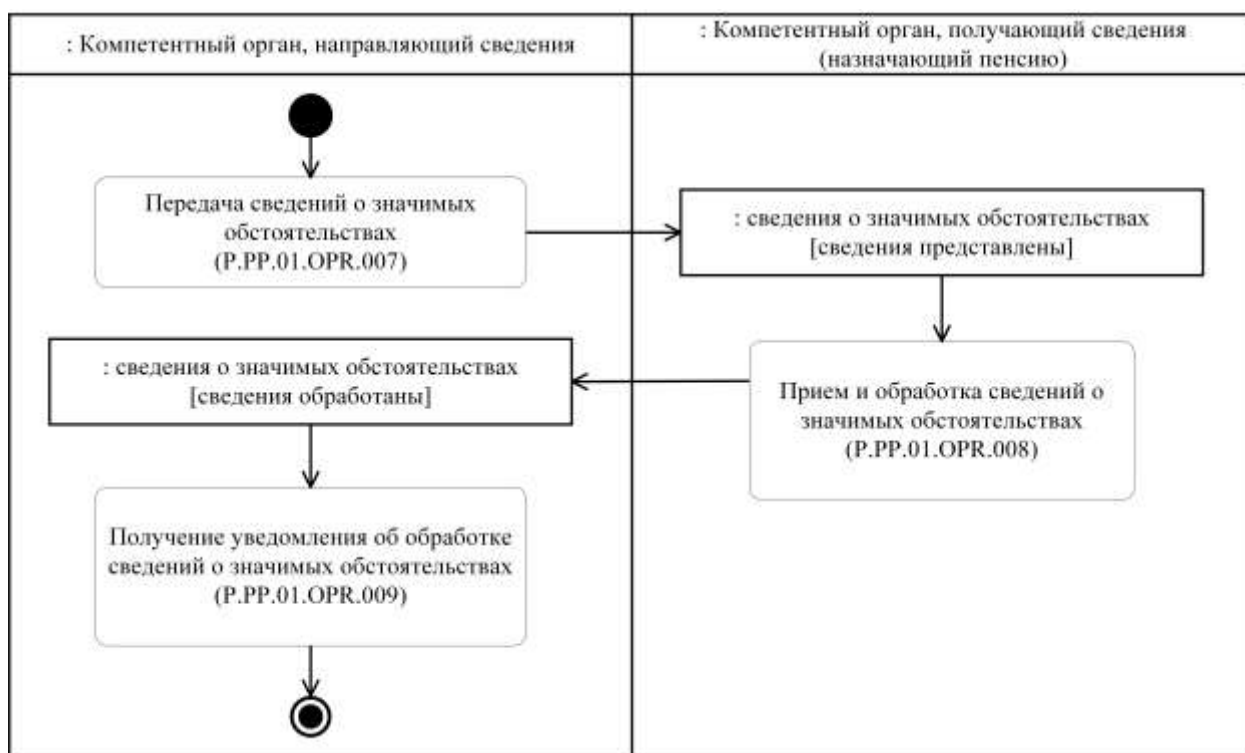 : Компетентный орган, направляющий сведения
: Компетентный орган, получающий сведения
(назначающий пенсию)
Передача сведений о значимых
обстоятельствах
(P.PP.01.OPR.007)
: сведения о значимых обстоятельствах
[сведения представлены]
: сведения о значимых обстоятельствах
[сведения обработаны]
Прием и обработка сведений о
значимых обстоятельствах
(P.PP.01.OPR.008)
Получение уведомления об обработке
сведений о значимых обстоятельствах
(P.PP.01.OPR.009)